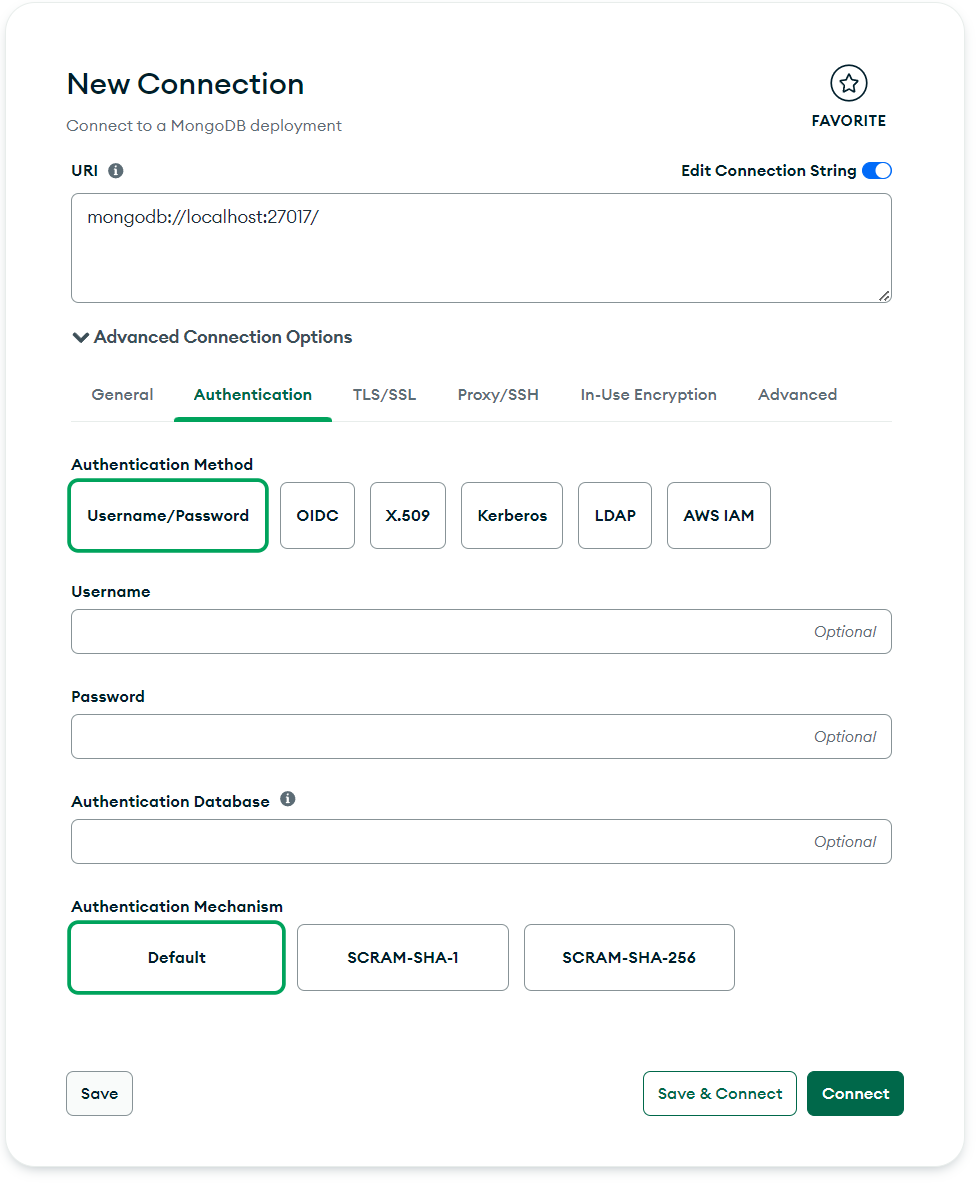 New Connection
FAVORITE
Connect to a MongoDB deployment
URI
Edit Connection String
mongodb://localhost:27017/
Advanced Connection Options
General Authentication TLS/SSL Proxy/SSH In-Use Encryption Advanced
Authentication Method
Username/Password OIDC X.509 Kerberos LDAP AWS IAM
Username
Optional
Password
Optional
Authentication Database
Optional
Authentication Mechanism
Default SCRAM-SHA-1 SCRAM-SHA-256
Save Save & Connect Connect